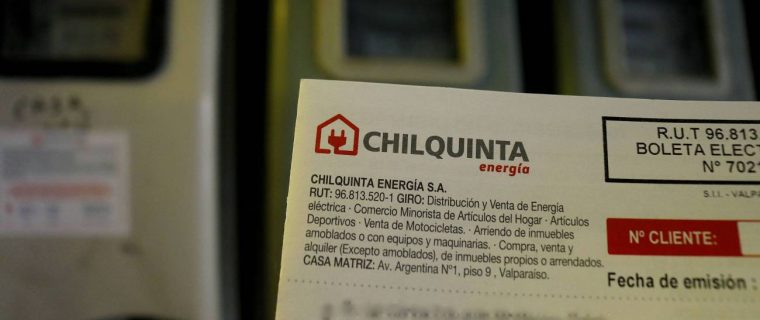 CHILQUINTA
energía
CHILQUINTA ENERGÍA S.A.
RUT: 96.813.520-1 GIRO: Distribución y Venta de Energía
eléctrica · Comercio Minorista de Artículos del Hogar · Artículos
Deportivos · Venta de Motocicletas. · Arriendo de inmuebles
amoblados o con equipos y maquinarias. · Compra, venta y
alquiler (Excepto amoblados), de inmuebles propios o arrendados.
CASA MATRIZ: Av. Argentina Nº1, piso 9 , Valparaíso.
R.U.T 96.813
BOLETA ELECT
Nº 7021
S.I.I. - VALPA
Nº CLIENTE:
Fecha de emisión :